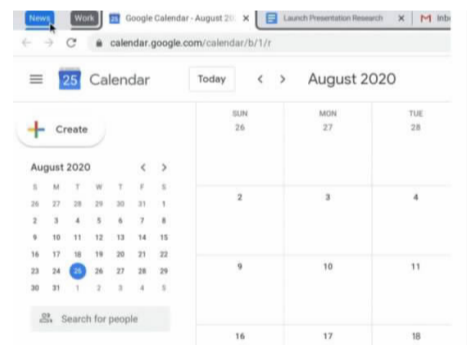 News Work 25 Google Calendar - August 20 Launch Presentation Research
calendar.google.com/calendar/b/1/r
25 Calendar Today August 2020
Create
SUN MON TUE
26 27 28
August 2020
S M T W T F S
26 27 28 29 30 31 1
2 3 4 5 6 7 8
9 10 11 12 13 14 15
16 17 18 19 20 21 22
23 24 25 26 27 28 29
30 31 1 2 3 4 5
Search for people
2 3 4
9 10 11
16 17 18